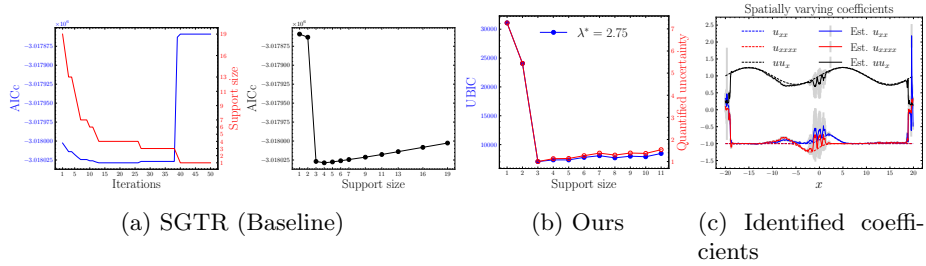 ×10⁶
−3.017875
−3.017900
−3.017925
−3.017950
−3.017975
−3.018000
−3.018025
AICc
1 5 10 15 20 25 30 35 40 45 50
Iterations
19
16
13
11
9
8
7
6
5
4
3
2
1
Support size
×10⁶
−3.017875
−3.017900
−3.017925
−3.017950
−3.017975
−3.018000
−3.018025
AICc
1 2 3 4 5 6 7 9 11 13 16 19
Support size
(a) SGTR (Baseline)
30000
25000
20000
15000
10000
UBIC
λ* = 2.75
1 2 3 4 5 6 7 8 9 10 11
Support size
7
6
5
4
3
2
1
Quantified uncertainty
(b) Ours
Spatially varying coefficients
2.5
2.0
1.5
1.0
0.5
0.0
−0.5
−1.0
−1.5
u_xx
u_xxxx
uu_x
Est. u_xx
Est. u_xxxx
Est. uu_x
−20 −15 −10 −5 0 5 10 15 20
x
(c) Identified coeffi-
cients